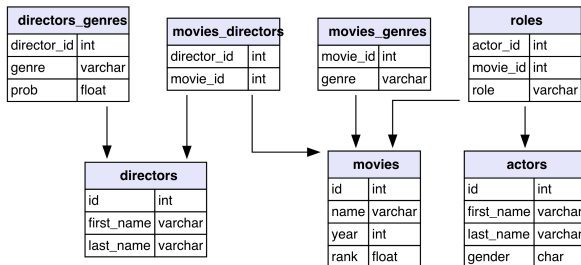 directors_genres
director_id int
genre varchar
prob float
movies_directors
director_id int
movie_id int
movies_genres
movie_id int
genre varchar
roles
actor_id int
movie_id int
role varchar
directors
id int
first_name varchar
last_name varchar
movies
id int
name varchar
year int
rank float
actors
id int
first_name varchar
last_name varchar
gender char